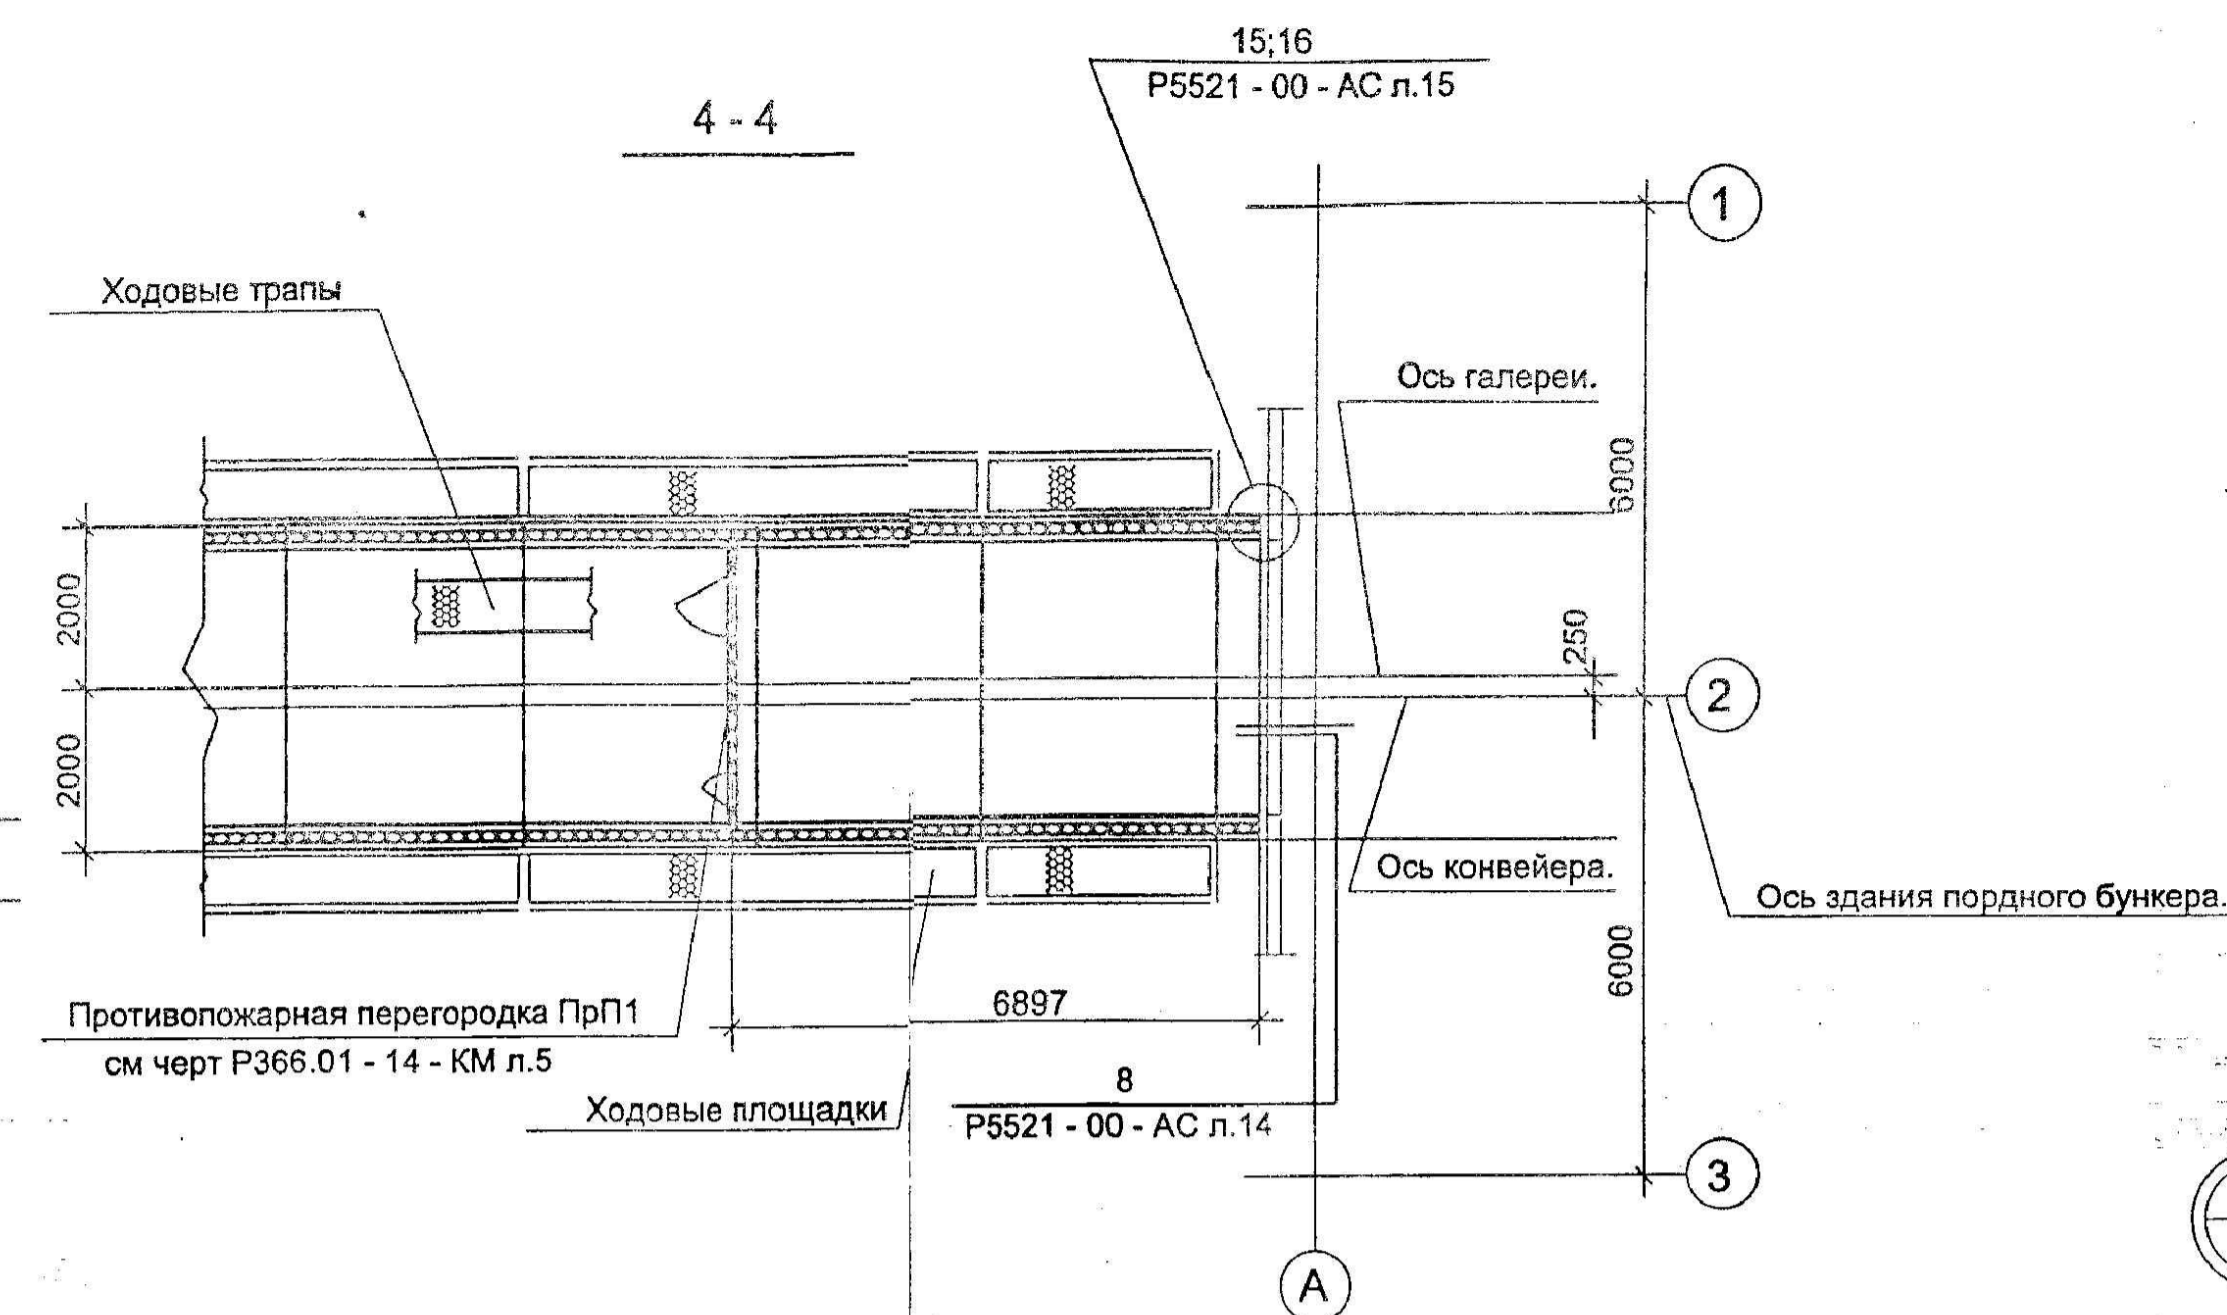 15;16
Р5521 - 00 - АС л.15
4 - 4
1
Ходовые трапы
Ось галереи.
6000
250
2000
2
2000
Ось конвейера.
Ось здания пордного бункера.
6000
6897
Противопожарная перегородка ПрП1
см черт Р366.01 - 14 - КМ л.5
8
Ходовые площадки
Р5521 - 00 - АС л.14
3
А